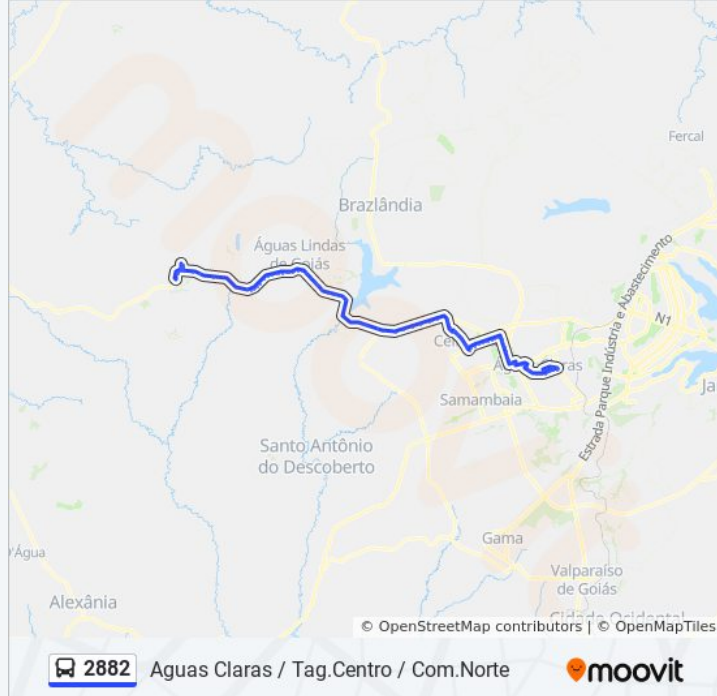 Fercal
Brazlândia
Águas Lindas
de Goiás
N1
Estrada Parque Indústria e Abastecimento
Samambaia
Santo Antônio
do Descoberto
Gama
D'Água
Valparaíso
de Goiás
Alexânia
© OpenStreetMap contributors | © OpenMapTiles
2882 Aguas Claras / Tag.Centro / Com.Norte
moovit